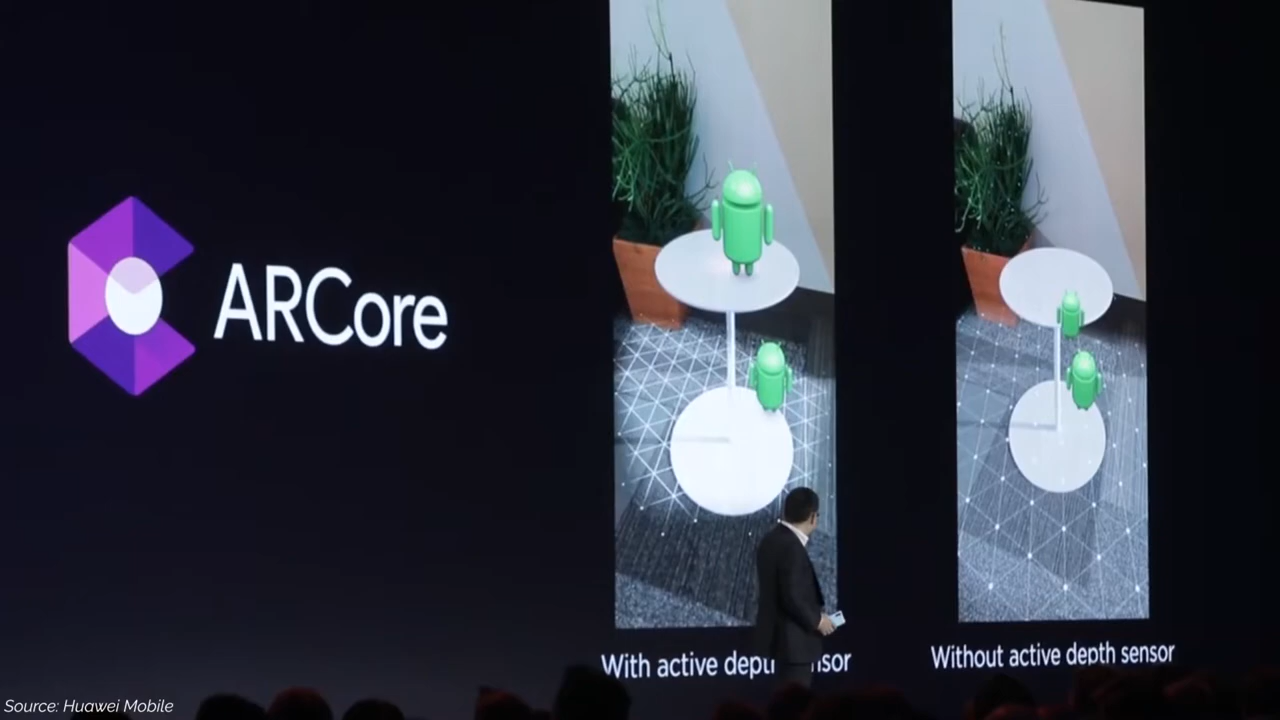 ARCore
With active
Without active depth sensor
Source: Huawei Mobile